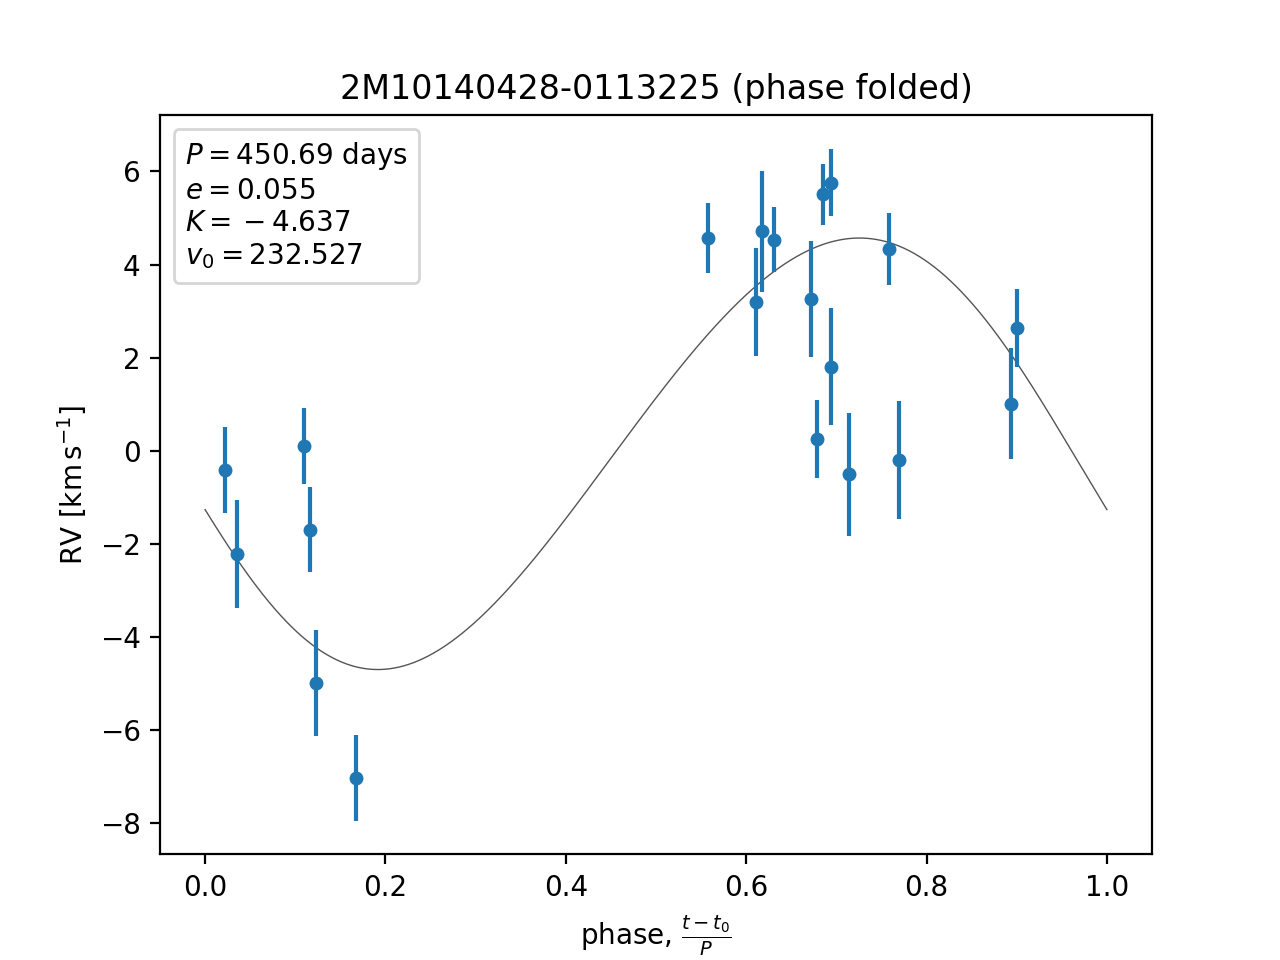 2M10140428-0113225 (phase folded)
P = 450.69 days
e = 0.055
K = −4.637
v₀ = 232.527
RV [km s⁻¹]
6
4
2
0
−2
−4
−6
−8
0.0 0.2 0.4 0.6 0.8 1.0
phase, (t − t₀)/P